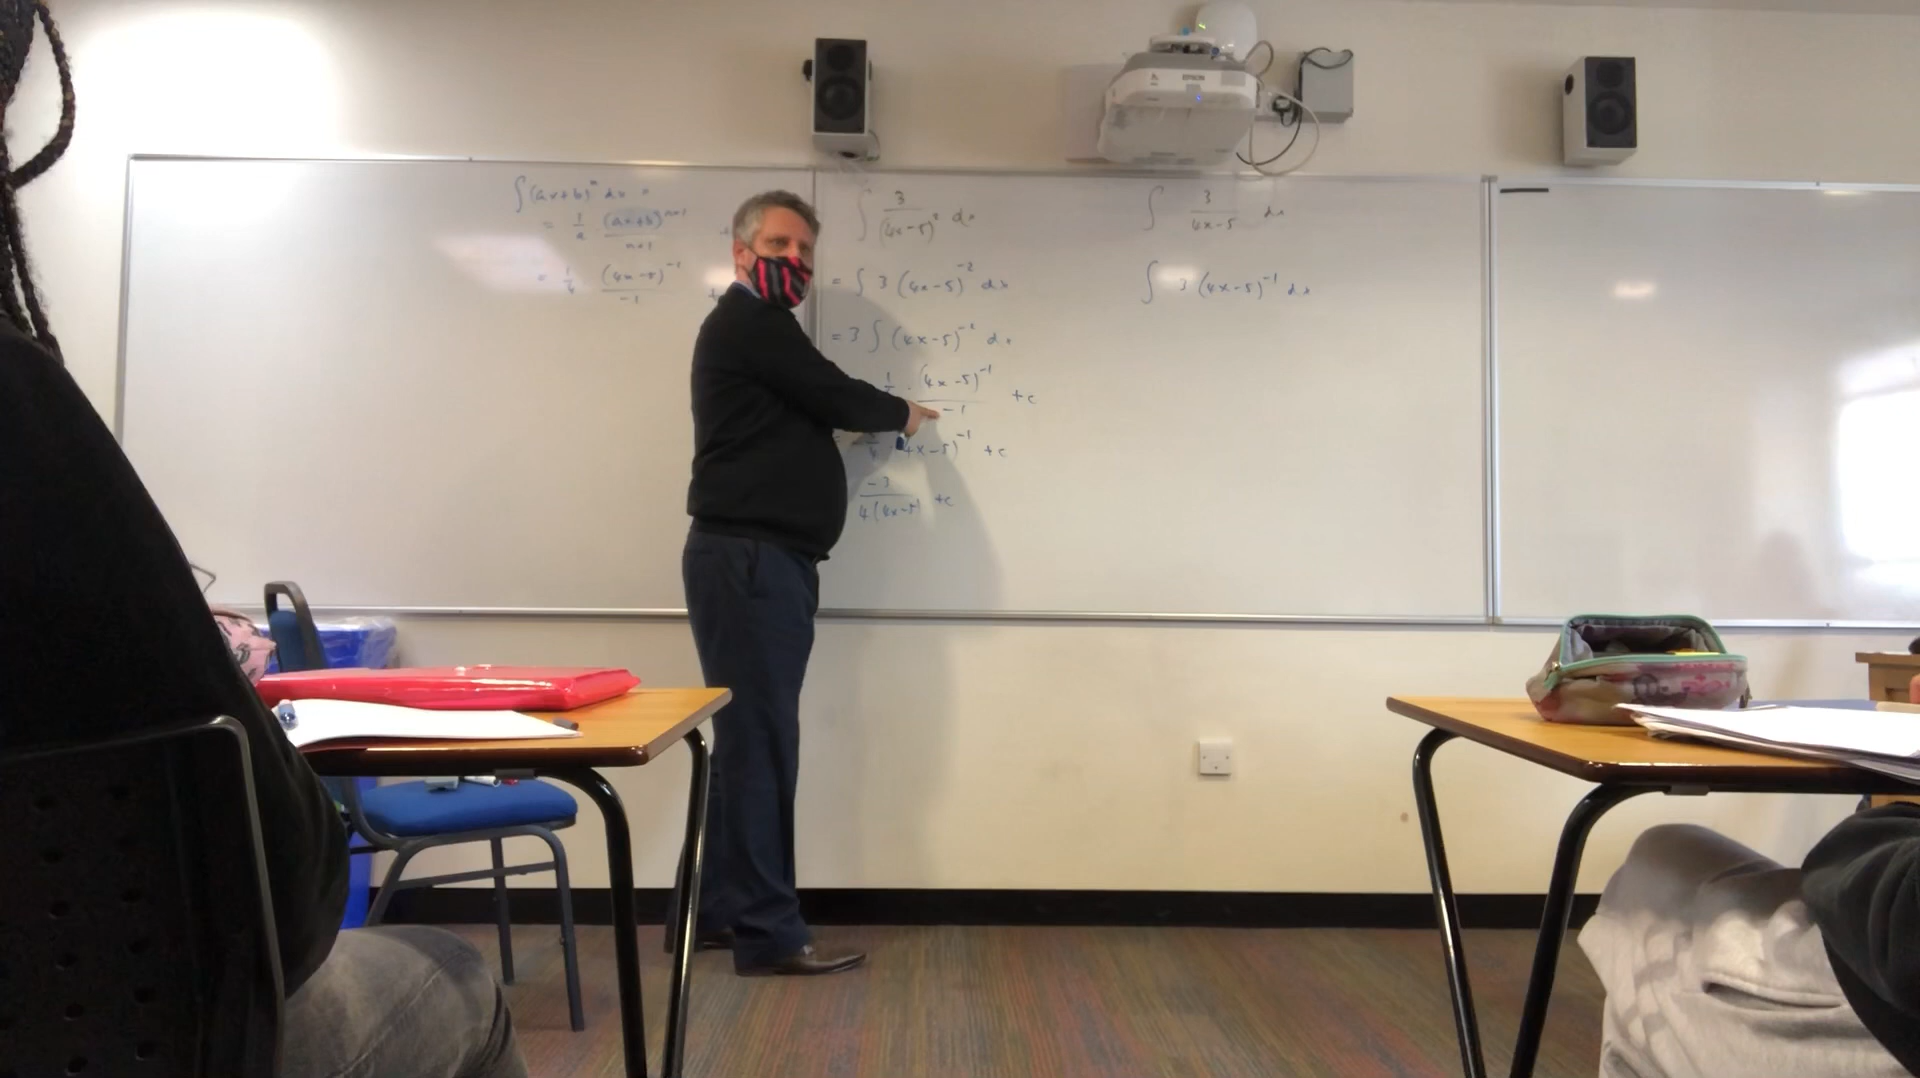 ∫(ax+b)ⁿ dx =
= 1/a · (ax+b)ⁿ⁺¹/n+1 +
= 1/4 (4x-5)⁻¹/-1 +
∫ 3/(4x-5)² dx
= ∫ 3 (4x-5)⁻² dx
= 3 ∫ (4x-5)⁻² dx
· (4x-5)⁻¹/-1 +c
(4x-5)⁻¹ +c
-3/4(4x-5) +c
∫ 3/4x-5 dx
∫ 3 (4x-5)⁻¹ dx
EPSON